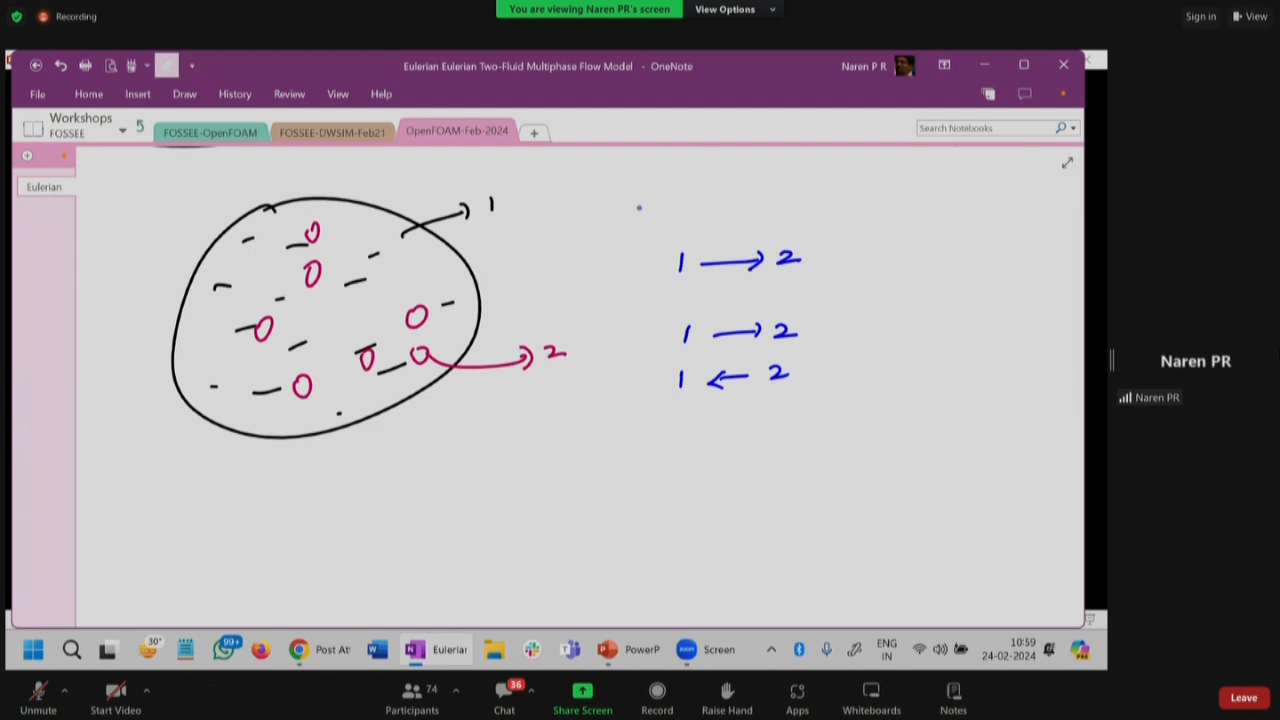 Recording
You are viewing Naren PR's screen
View Options
Sign in
View
Eulerian Eulerian Two-Fluid Multiphase Flow Model - OneNote
Naren P R
File
Home
Insert
Draw
History
Review
View
Help
Workshops
FOSSEE
FOSSEE-OpenFOAM
FOSSEE-DWSIM-Feb21
OpenFOAM-Feb-2024
Search Notebooks
Eulerian
1
2
1 → 2
1 → 2
1 ← 2
Naren PR
Naren PR
30°
99+
Post At
Eulerian
PowerP
Screen
ENG
IN
10:59
24-02-2024
Unmute
Start Video
74
Participants
36
Chat
Share Screen
Record
Raise Hand
Apps
Whiteboards
Notes
Leave